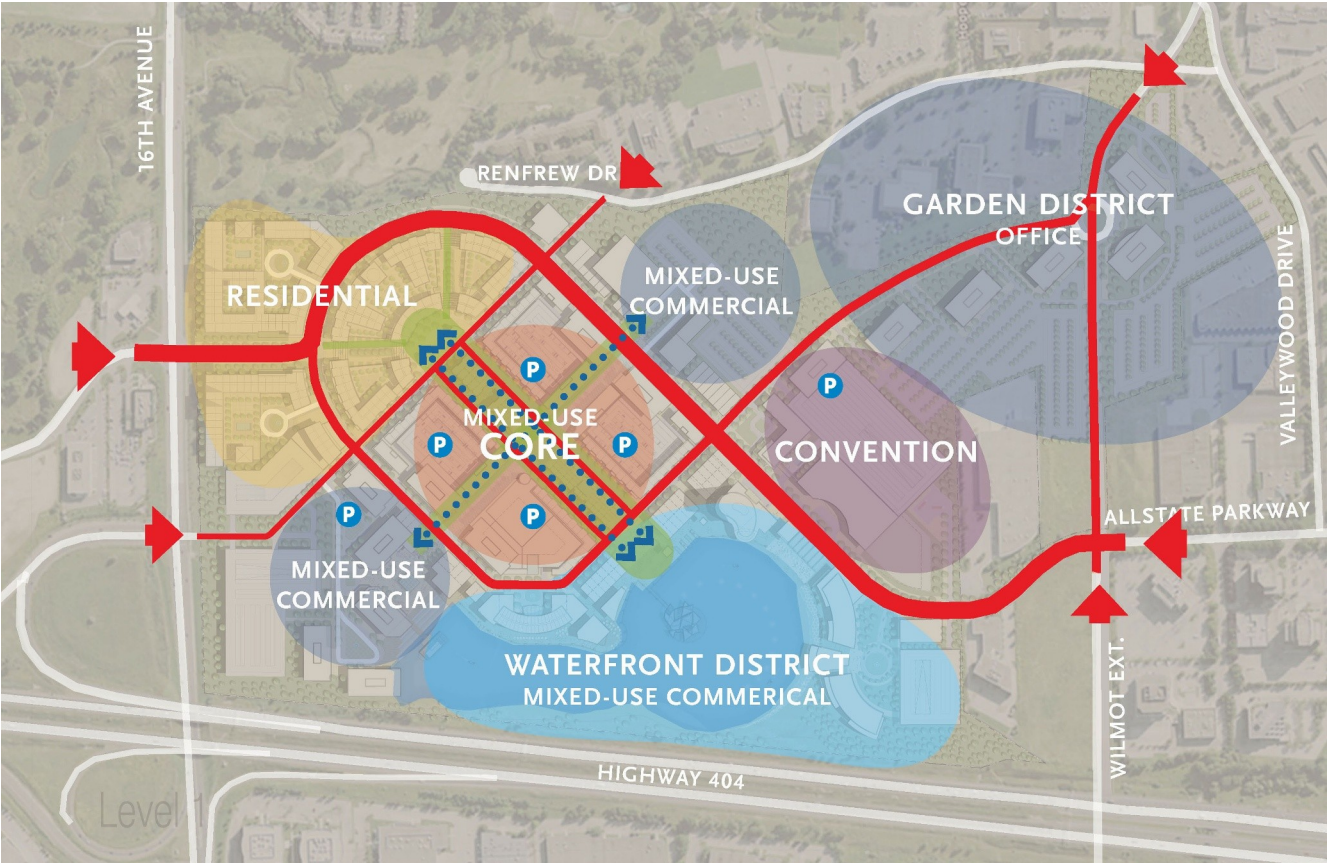 16TH AVENUE
RENFREW DR
GARDEN DISTRICT
OFFICE
VALLEYWOOD DRIVE
MIXED-USE
COMMERCIAL
RESIDENTIAL
P
MIXED-USE
CORE
P
P
P
P
CONVENTION
P
MIXED-USE
COMMERCIAL
ALLSTATE PARKWAY
WATERFRONT DISTRICT
MIXED-USE COMMERICAL
WILMOT EXT.
HIGHWAY 404
Level 1